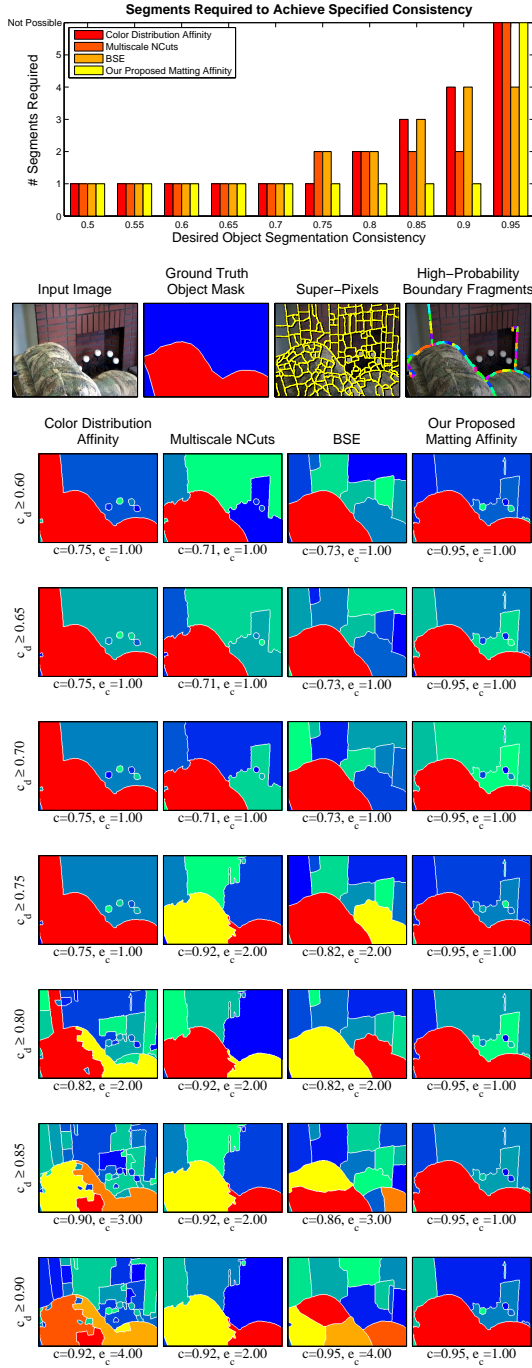 Segments Required to Achieve Specified Consistency
Not Possible
5
4
3
2
1
0
# Segments Required
Color Distribution Affinity
Multiscale NCuts
BSE
Our Proposed Matting Affinity
0.5 0.55 0.6 0.65 0.7 0.75 0.8 0.85 0.9 0.95
Desired Object Segmentation Consistency
Input Image
Ground Truth
Object Mask
Super−Pixels
High−Probability
Boundary Fragments
Color Distribution
Affinity
Multiscale NCuts
BSE
Our Proposed
Matting Affinity
c_d ≥ 0.60
c=0.75, e_c=1.00 c=0.71, e_c=1.00 c=0.73, e_c=1.00 c=0.95, e_c=1.00
c_d ≥ 0.65
c=0.75, e_c=1.00 c=0.71, e_c=1.00 c=0.73, e_c=1.00 c=0.95, e_c=1.00
c_d ≥ 0.70
c=0.75, e_c=1.00 c=0.71, e_c=1.00 c=0.73, e_c=1.00 c=0.95, e_c=1.00
c_d ≥ 0.75
c=0.75, e_c=1.00 c=0.92, e_c=2.00 c=0.82, e_c=2.00 c=0.95, e_c=1.00
c_d ≥ 0.80
c=0.82, e_c=2.00 c=0.92, e_c=2.00 c=0.82, e_c=2.00 c=0.95, e_c=1.00
c_d ≥ 0.85
c=0.90, e_c=3.00 c=0.92, e_c=2.00 c=0.86, e_c=3.00 c=0.95, e_c=1.00
c_d ≥ 0.90
c=0.92, e_c=4.00 c=0.92, e_c=2.00 c=0.95, e_c=4.00 c=0.95, e_c=1.00